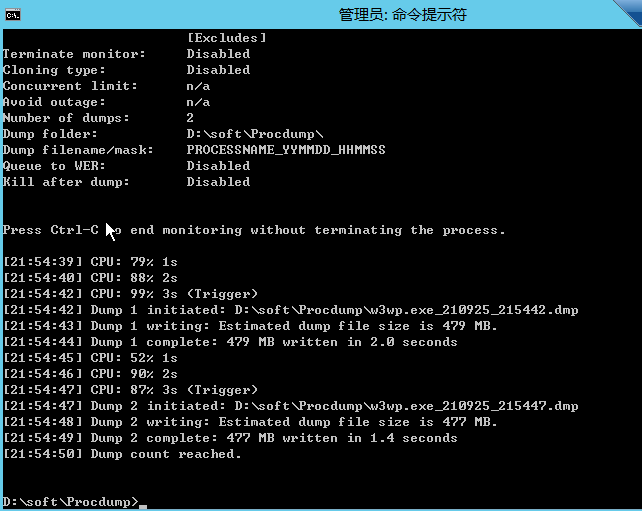 管理员: 命令提示符
[Excludes]
Terminate monitor: Disabled
Cloning type: Disabled
Concurrent limit: n/a
Avoid outage: n/a
Number of dumps: 2
Dump folder: D:\soft\Procdump\
Dump filename/mask: PROCESSNAME_YYMMDD_HHMMSS
Queue to WER: Disabled
Kill after dump: Disabled
Press Ctrl-C to end monitoring without terminating the process.
[21:54:39] CPU: 79% 1s
[21:54:40] CPU: 88% 2s
[21:54:42] CPU: 99% 3s (Trigger)
[21:54:42] Dump 1 initiated: D:\soft\Procdump\w3wp.exe_210925_215442.dmp
[21:54:43] Dump 1 writing: Estimated dump file size is 479 MB.
[21:54:44] Dump 1 complete: 479 MB written in 2.0 seconds
[21:54:45] CPU: 52% 1s
[21:54:46] CPU: 90% 2s
[21:54:47] CPU: 87% 3s (Trigger)
[21:54:47] Dump 2 initiated: D:\soft\Procdump\w3wp.exe_210925_215447.dmp
[21:54:48] Dump 2 writing: Estimated dump file size is 477 MB.
[21:54:49] Dump 2 complete: 477 MB written in 1.4 seconds
[21:54:50] Dump count reached.
D:\soft\Procdump>_